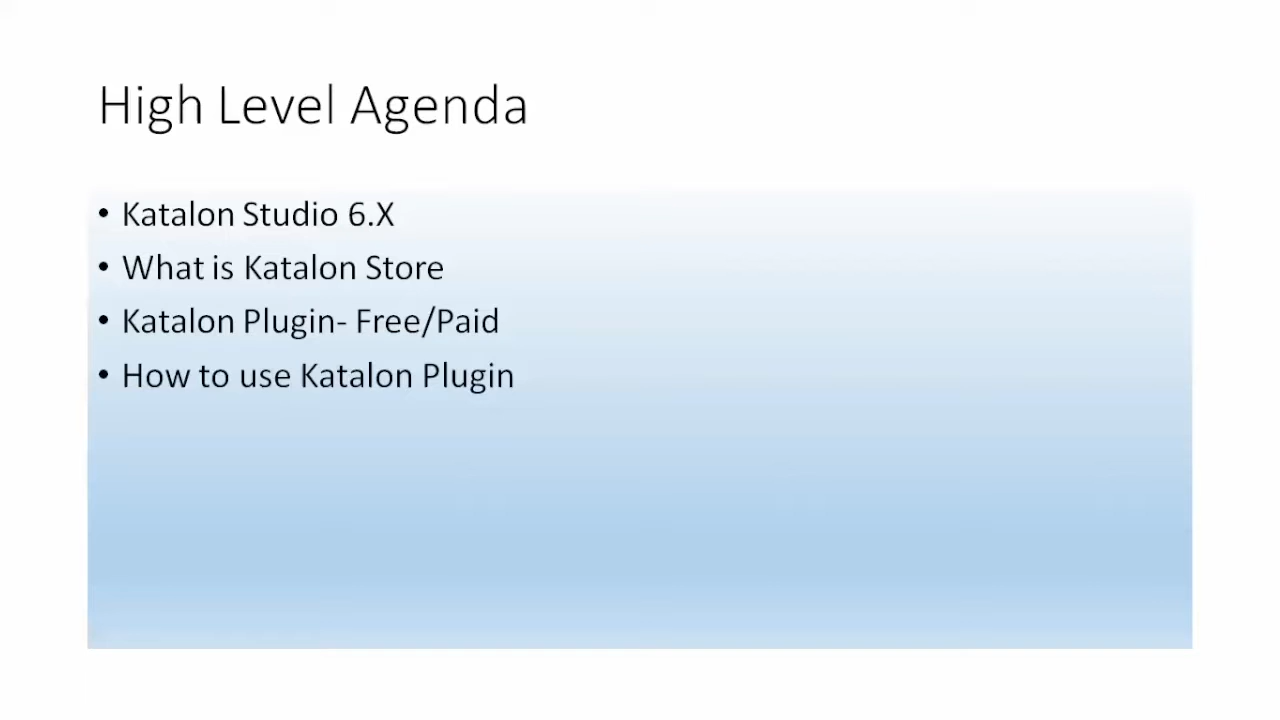 High Level Agenda
• Katalon Studio 6.X
• What is Katalon Store
• Katalon Plugin- Free/Paid
• How to use Katalon Plugin